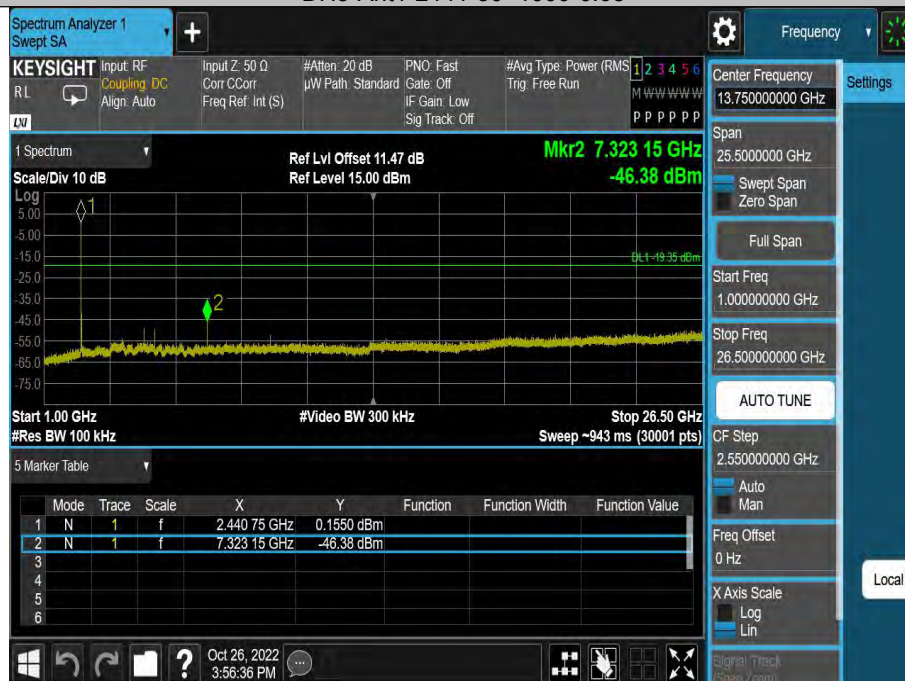 Spectrum Analyzer 1
Swept SA
+
Frequency
KEYSIGHT
RL
LXI
Input: RF
Coupling: DC
Align: Auto
Input Z: 50 Ω
Corr CCorr
Freq Ref: Int (S)
#Atten: 20 dB
µW Path: Standard
PNO: Fast
Gate: Off
IF Gain: Low
Sig Track: Off
#Avg Type: Power (RMS
Trig: Free Run
1 2 3 4 5 6
M W W W W W
P P P P P P
1 Spectrum
Scale/Div 10 dB
Ref Lvl Offset 11.47 dB
Ref Level 15.00 dBm
Mkr2 7.323 15 GHz
-46.38 dBm
Log
5.00
-5.00
-15.0
-25.0
-35.0
-45.0
-55.0
-65.0
-75.0
1
2
DL1 -19.35 dBm
Start 1.00 GHz
#Video BW 300 kHz
Stop 26.50 GHz
#Res BW 100 kHz
Sweep ~943 ms (30001 pts)
5 Marker Table
Mode Trace Scale X Y Function Function Width Function Value
1 N 1 f 2.440 75 GHz 0.1550 dBm
2 N 1 f 7.323 15 GHz -46.38 dBm
3
4
5
6
Oct 26, 2022
3:56:36 PM
Center Frequency
13.750000000 GHz
Settings
Span
25.5000000 GHz
Swept Span
Zero Span
Full Span
Start Freq
1.000000000 GHz
Stop Freq
26.500000000 GHz
AUTO TUNE
CF Step
2.550000000 GHz
Auto
Man
Freq Offset
0 Hz
X Axis Scale
Log
Lin
Signal Track
(Span Zoom)
Local